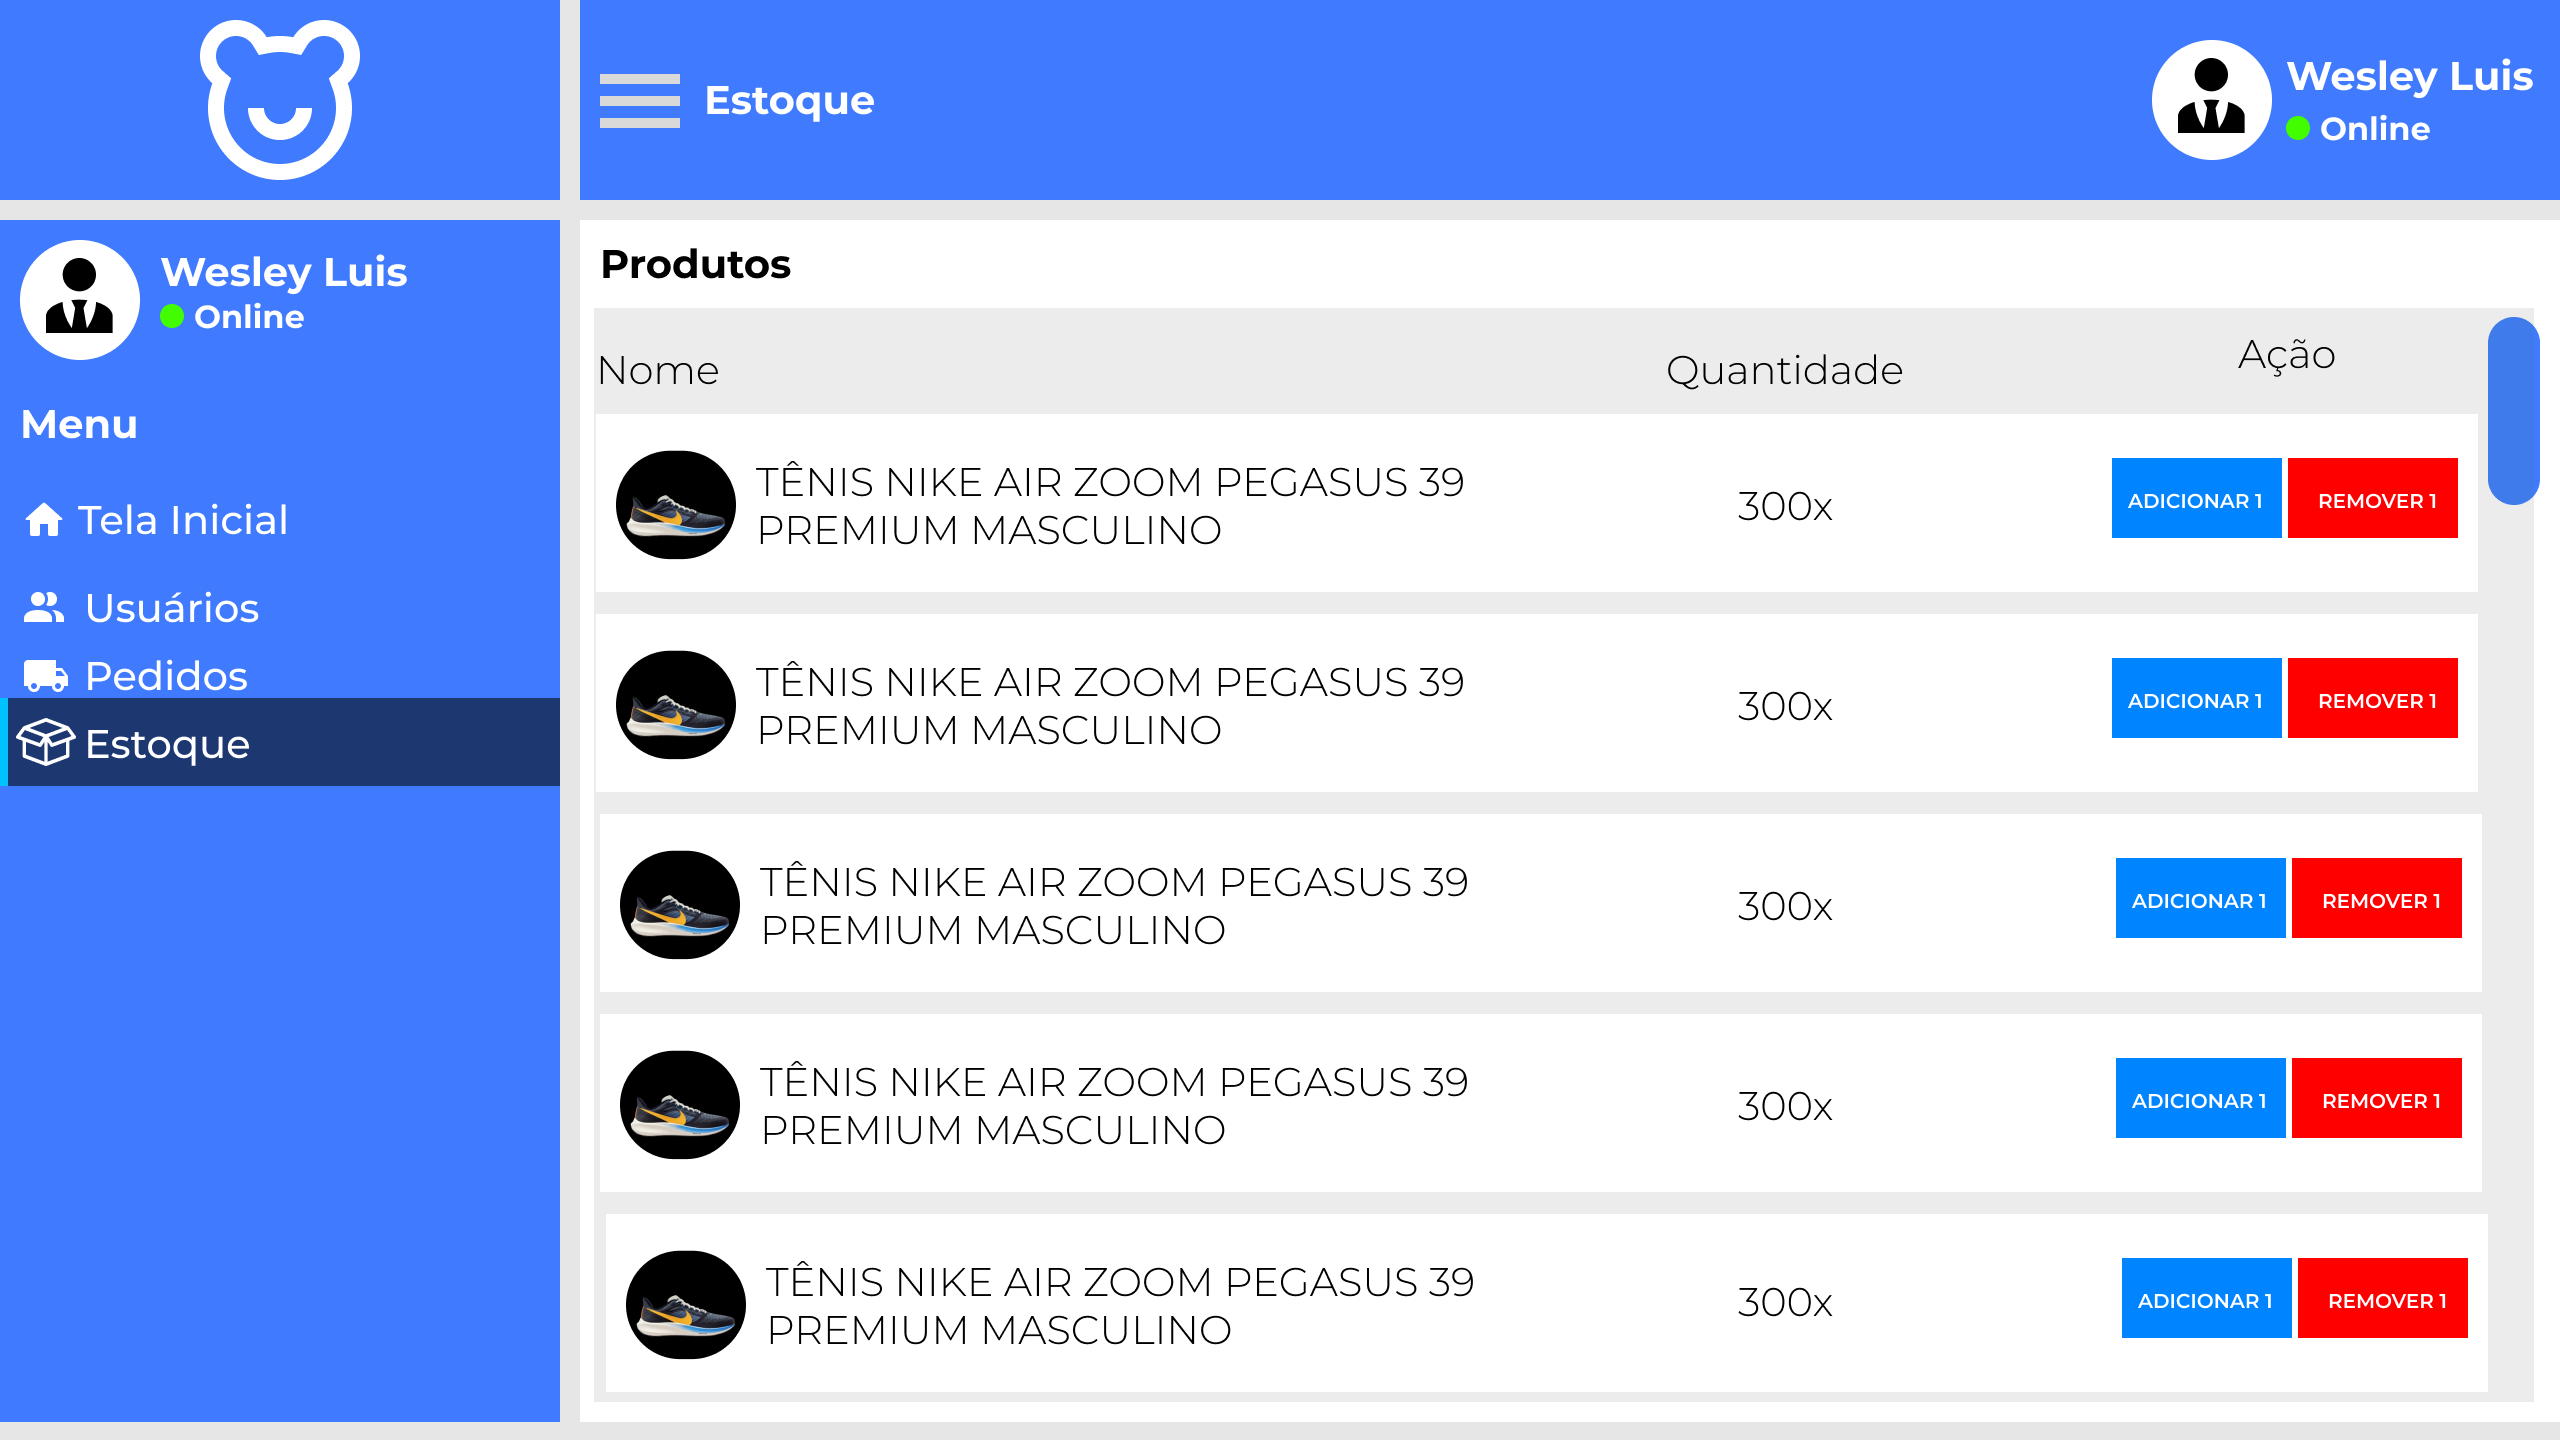 Estoque
Wesley Luis
Online
Wesley Luis
Online
Menu
Tela Inicial
Usuários
Pedidos
Estoque
Produtos
Nome
Quantidade
Ação
TÊNIS NIKE AIR ZOOM PEGASUS 39
PREMIUM MASCULINO
300x
ADICIONAR 1
REMOVER 1
TÊNIS NIKE AIR ZOOM PEGASUS 39
PREMIUM MASCULINO
300x
ADICIONAR 1
REMOVER 1
TÊNIS NIKE AIR ZOOM PEGASUS 39
PREMIUM MASCULINO
300x
ADICIONAR 1
REMOVER 1
TÊNIS NIKE AIR ZOOM PEGASUS 39
PREMIUM MASCULINO
300x
ADICIONAR 1
REMOVER 1
TÊNIS NIKE AIR ZOOM PEGASUS 39
PREMIUM MASCULINO
300x
ADICIONAR 1
REMOVER 1